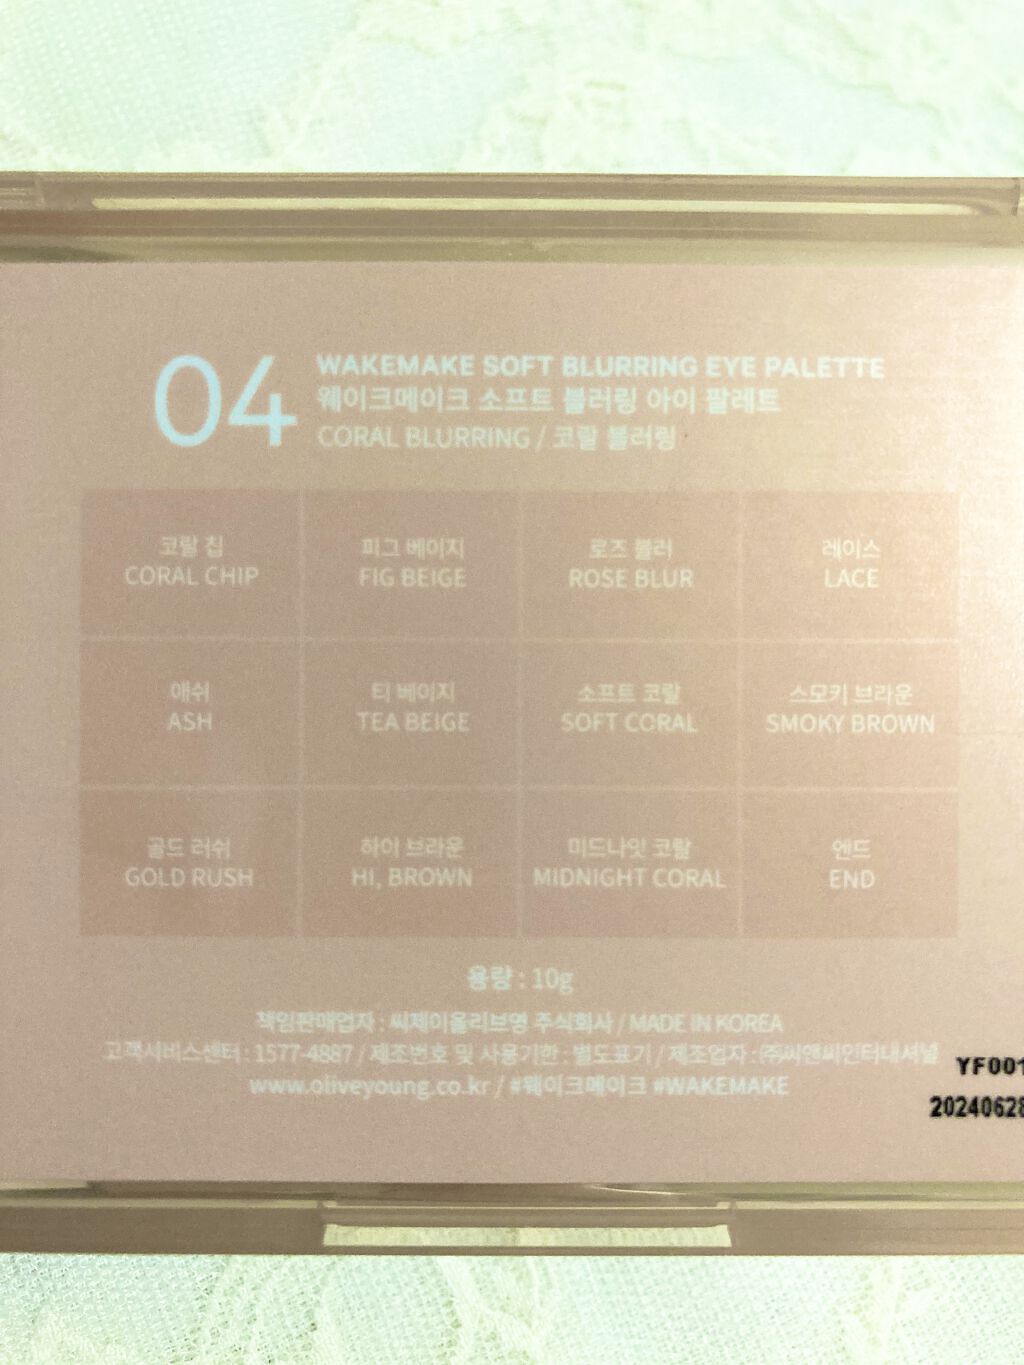 04
WAKEMAKE SOFT BLURRING EYE PALETTE
웨이크메이크 소프트 블러링 아이 팔레트
CORAL BLURRING / 코랄 블러링
코랄 칩
CORAL CHIP
피그 베이지
FIG BEIGE
로즈 블러
ROSE BLUR
레이스
LACE
애쉬
ASH
티 베이지
TEA BEIGE
소프트 코랄
SOFT CORAL
스모키 브라운
SMOKY BROWN
골드 러쉬
GOLD RUSH
하이 브라운
HI, BROWN
미드나잇 코랄
MIDNIGHT CORAL
엔드
END
용량 : 10g
책임판매업자 : 씨제이올리브영 주식회사 / MADE IN KOREA
고객서비스센터 : 1577-4887 / 제조번호 및 사용기한 : 별도표기 / 제조업자 : ㈜씨앤씨인터내셔널
www.oliveyoung.co.kr / #웨이크메이크 #WAKEMAKE
YF001
20240628